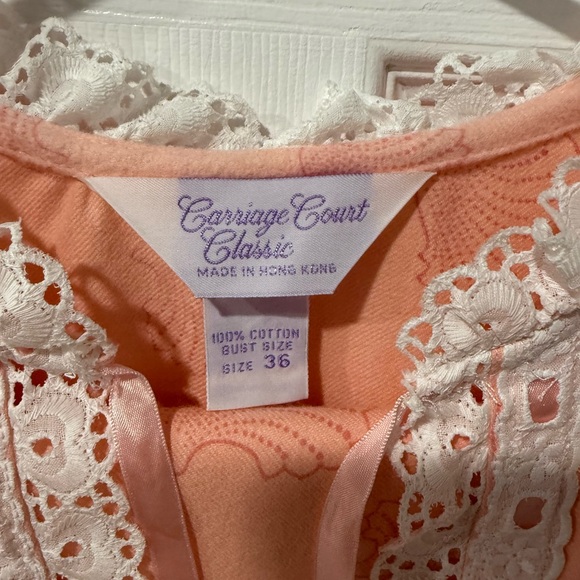 Carriage Court
Classic
MADE IN HONG KONG
100% COTTON
BUST SIZE
SIZE 36